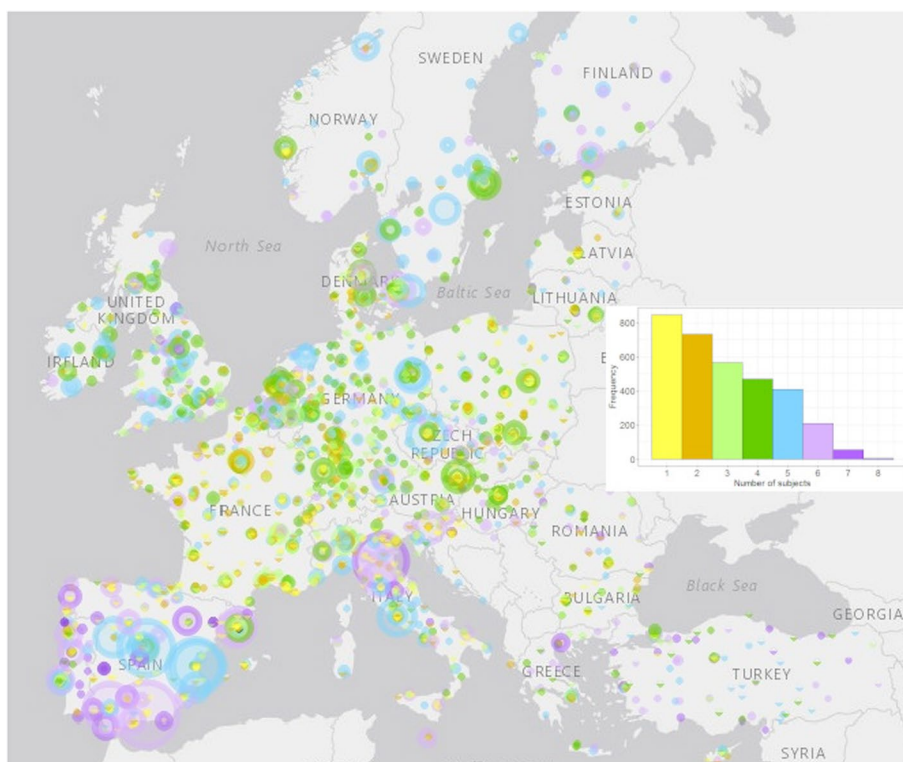 SWEDEN
FINLAND
NORWAY
ESTONIA
North Sea
LATVIA
DENMARK
Baltic Sea
LITHUANIA
UNITED
KINGDOM
IRELAND
GERMANY
CZECH
REPUBLIC
AUSTRIA
HUNGARY
FRANCE
ROMANIA
Black Sea
ITALY
BULGARIA
GEORGIA
SPAIN
GREECE
TURKEY
SYRIA
E
800
600
400
200
0
Frequency
1 2 3 4 5 6 7 8
Number of subjects